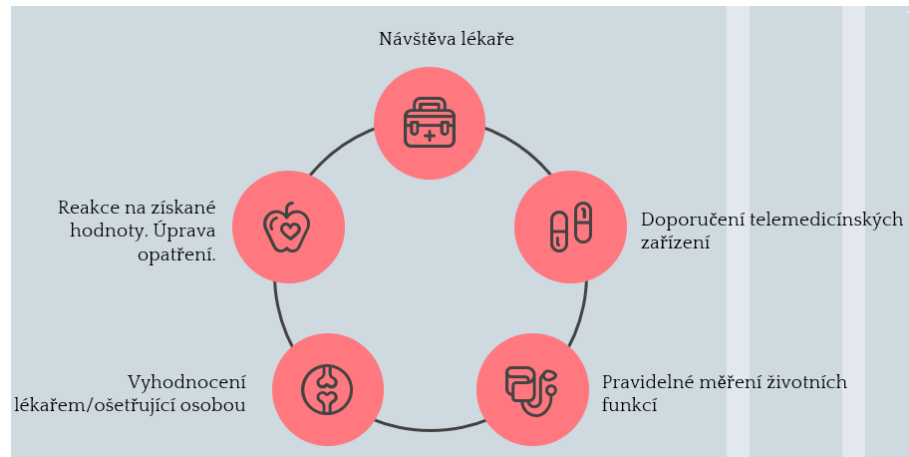 Návštěva lékaře
Doporučení telemedicínských
zařízení
Pravidelné měření životních
funkcí
Vyhodnocení
lékařem/ošetřující osobou
Reakce na získané
hodnoty. Úprava
opatření.